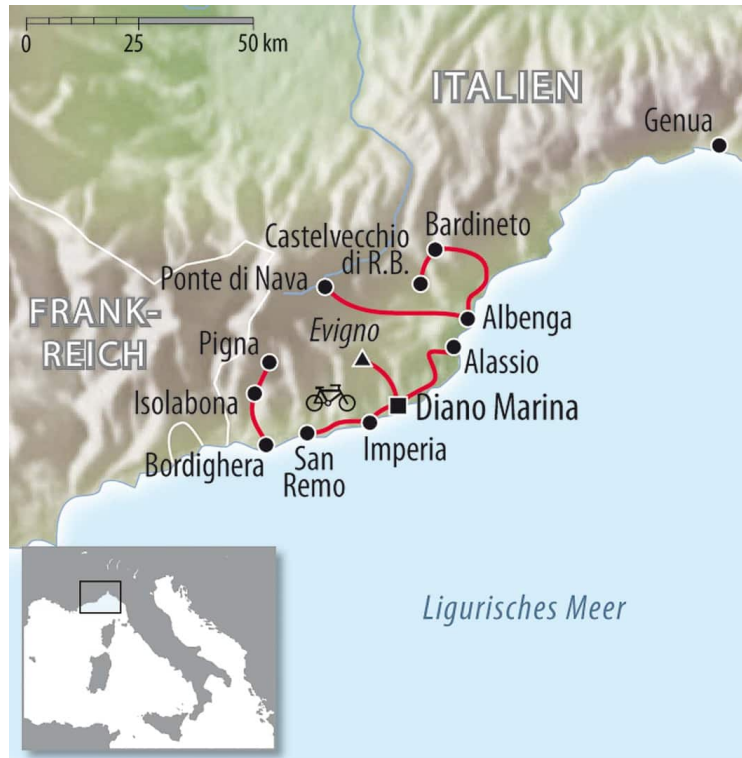 0 25 50 km
ITALIEN
Genua
Bardineto
Castelvecchio
di R.B.
Ponte di Nava
FRANK-
REICH
Evigno
Albenga
Pigna
Alassio
Isolabona
Diano Marina
Bordighera
San
Remo
Imperia
Ligurisches Meer